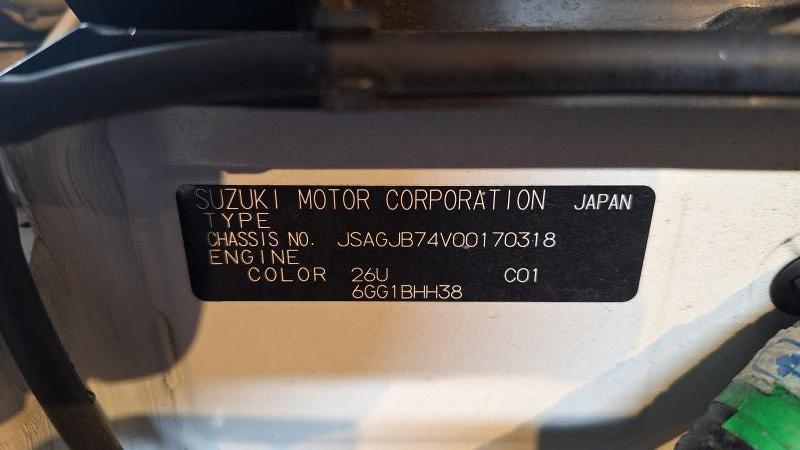 SUZUKI MOTOR CORPORATION JAPAN
TYPE
CHASSIS NO. JSAGJB74V00170318
ENGINE
COLOR 26U C01
6GG1BHH38